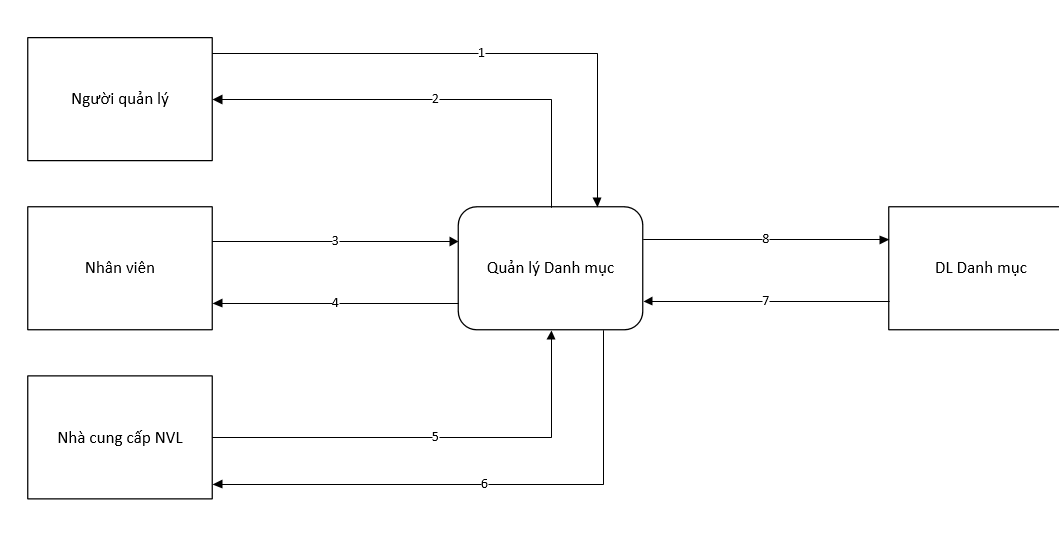 1
Người quản lý
2
3
Nhân viên
Quản lý Danh mục
8
DL Danh mục
4
7
Nhà cung cấp NVL
5
6